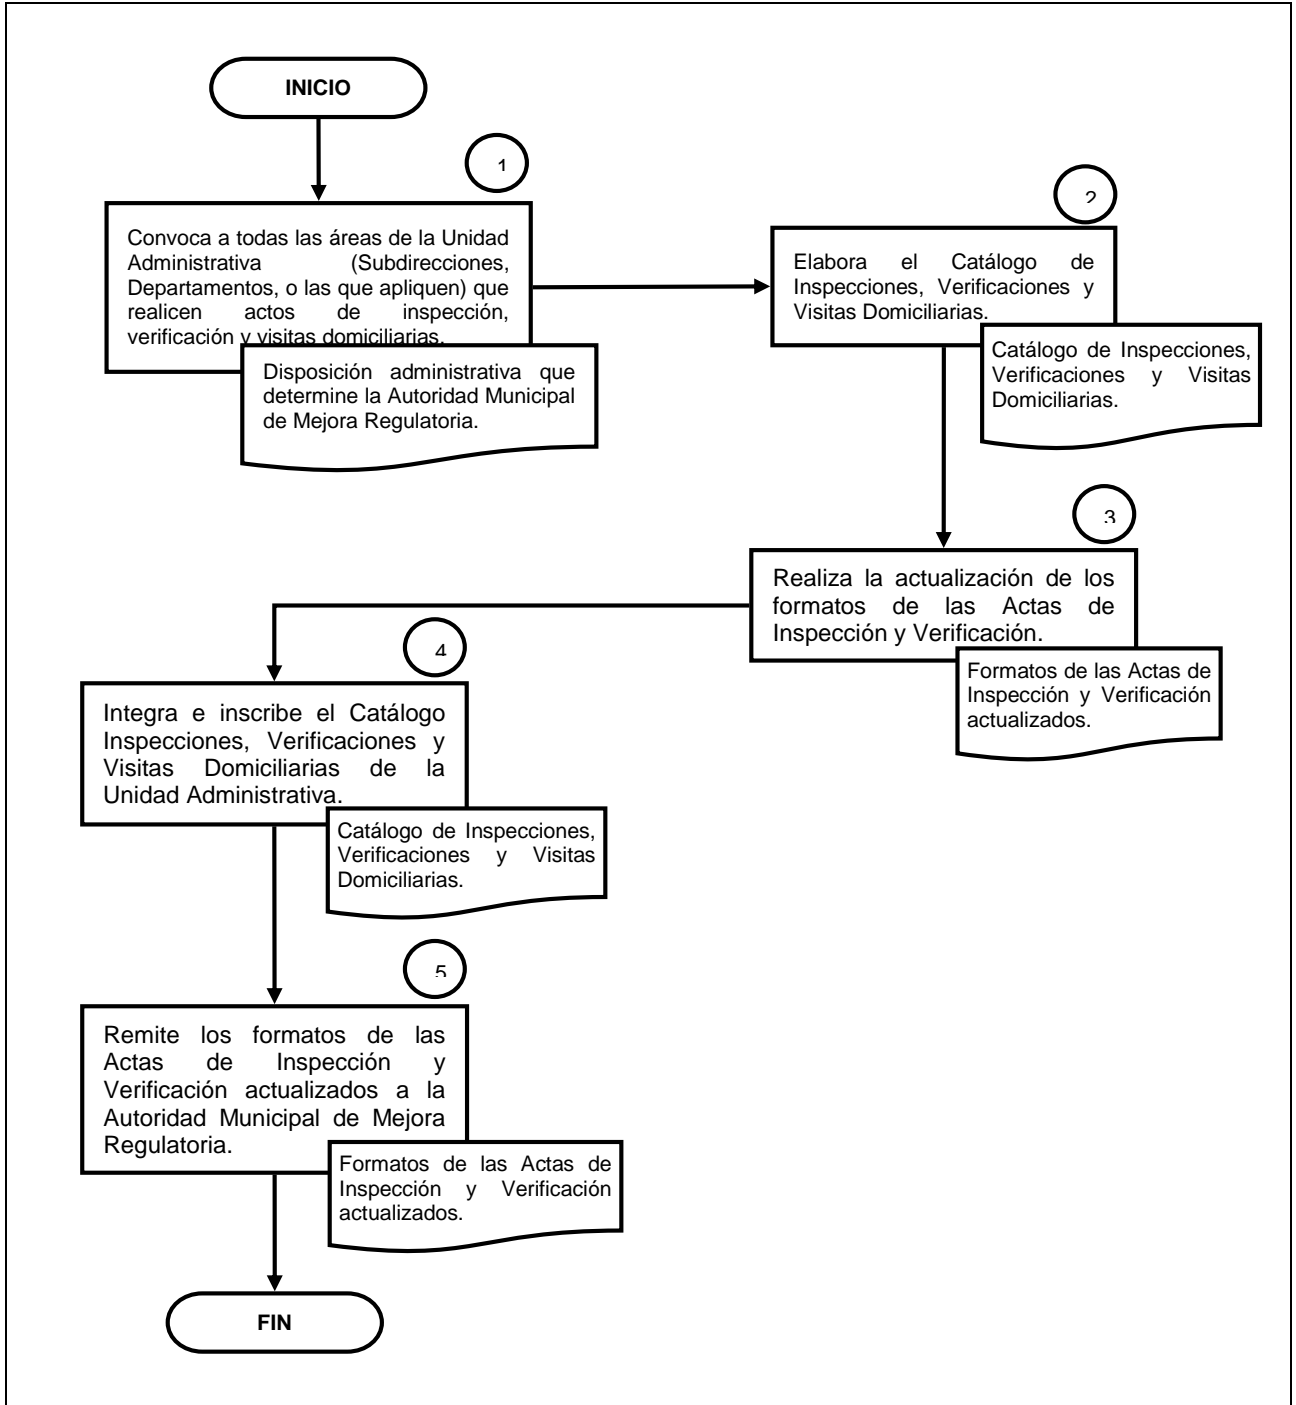 INICIO
1
Convoca a todas las áreas de la Unidad
Administrativa (Subdirecciones,
Departamentos, o las que apliquen) que
realicen actos de inspección,
verificación y visitas domiciliarias.
Disposición administrativa que
determine la Autoridad Municipal
de Mejora Regulatoria.
2
Elabora el Catálogo de
Inspecciones, Verificaciones y
Visitas Domiciliarias.
Catálogo de Inspecciones,
Verificaciones y Visitas
Domiciliarias.
3
Realiza la actualización de los
formatos de las Actas de
Inspección y Verificación.
Formatos de las Actas de
Inspección y Verificación
actualizados.
4
Integra e inscribe el Catálogo
Inspecciones, Verificaciones y
Visitas Domiciliarias de la
Unidad Administrativa.
Catálogo de Inspecciones,
Verificaciones y Visitas
Domiciliarias.
5
Remite los formatos de las
Actas de Inspección y
Verificación actualizados a la
Autoridad Municipal de Mejora
Regulatoria.
Formatos de las Actas de
Inspección y Verificación
actualizados.
FIN